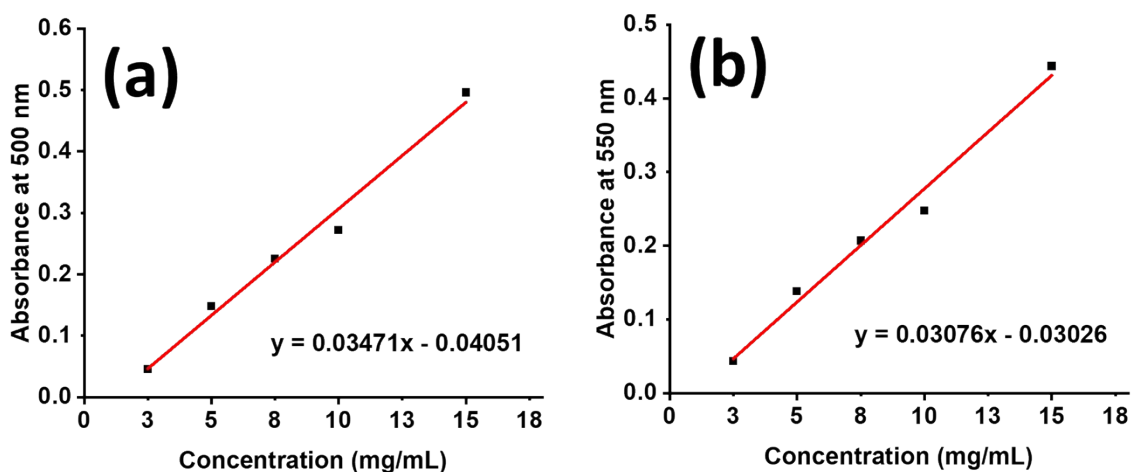 (a)
Absorbance at 500 nm
0.6
0.5
0.4
0.3
0.2
0.1
0.0
y = 0.03471x - 0.04051
0 3 5 8 10 13 15 18
Concentration (mg/mL)
(b)
Absorbance at 550 nm
0.5
0.4
0.3
0.2
0.1
0.0
y = 0.03076x - 0.03026
0 3 5 8 10 13 15 18
Concentration (mg/mL)